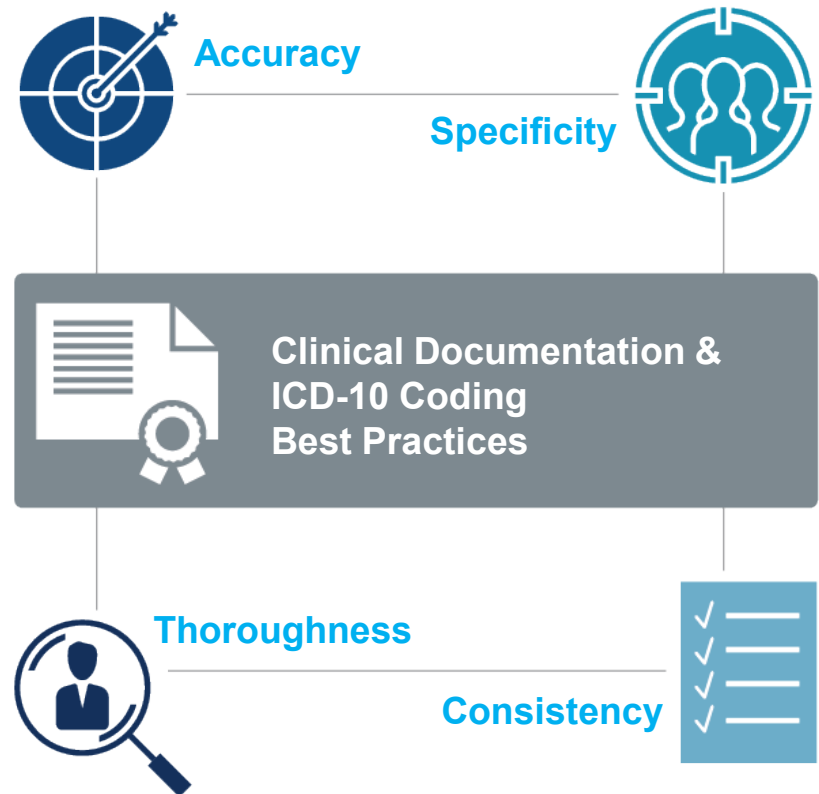 Accuracy
Specificity
Clinical Documentation &
ICD-10 Coding
Best Practices
Thoroughness
Consistency